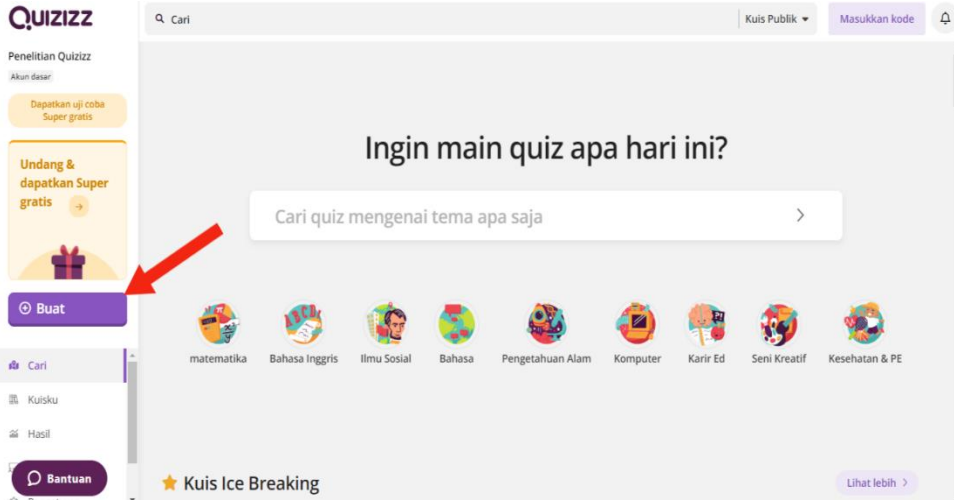 QUIZIZZ
Cari
Kuis Publik
Masukkan kode
Penelitian Quizizz
Akun dasar
Dapatkan uji coba
Super gratis
Undang &
dapatkan Super
gratis
Buat
Cari
Kuisku
Hasil
Bantuan
Ingin main quiz apa hari ini?
Cari quiz mengenai tema apa saja
matematika
Bahasa Inggris
Ilmu Sosial
Bahasa
Pengetahuan Alam
Komputer
Karir Ed
Seni Kreatif
Kesehatan & PE
Kuis Ice Breaking
Lihat lebih